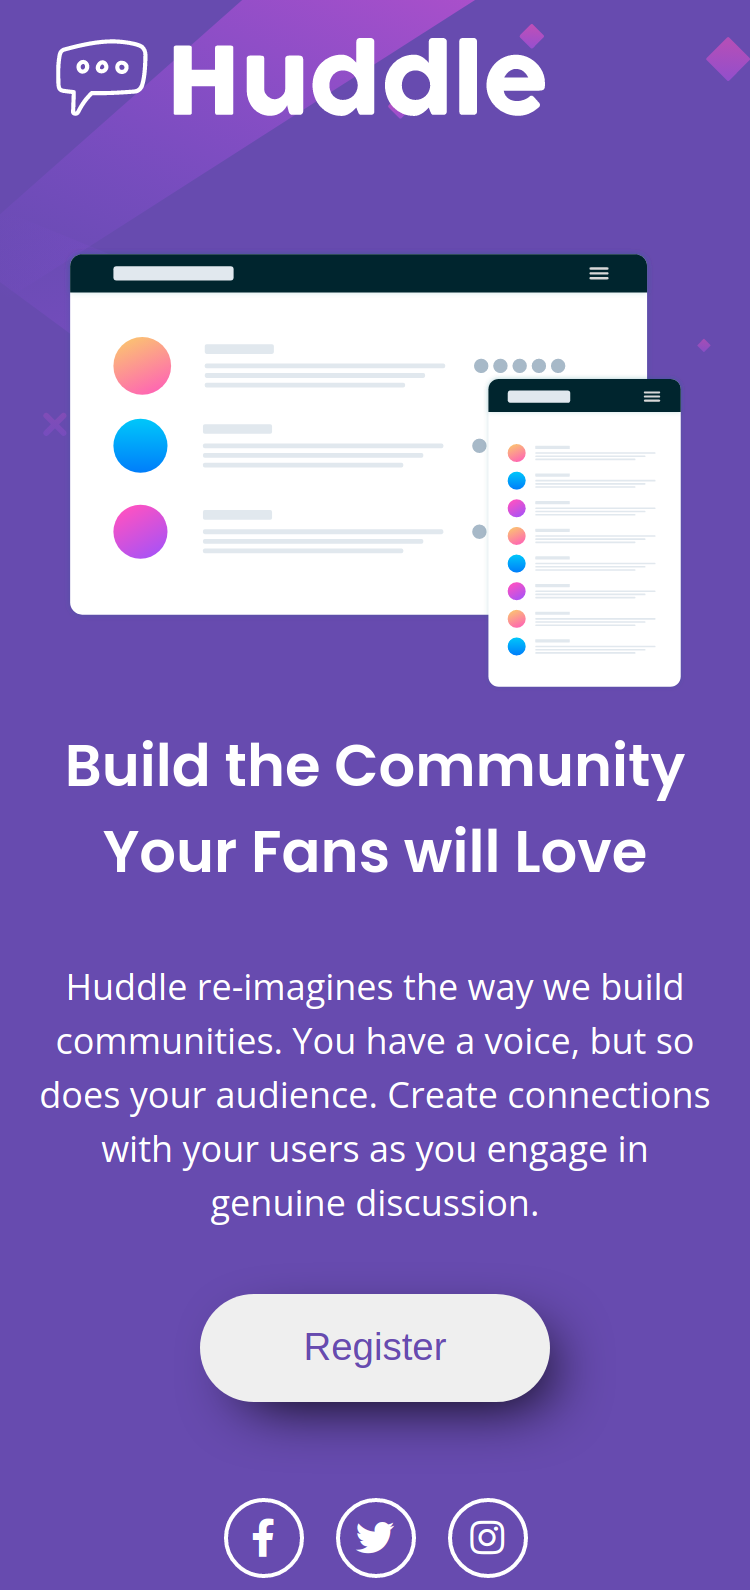 Huddle
Build the Community
Your Fans will Love
Huddle re-imagines the way we build
communities. You have a voice, but so
does your audience. Create connections
with your users as you engage in
genuine discussion.
Register